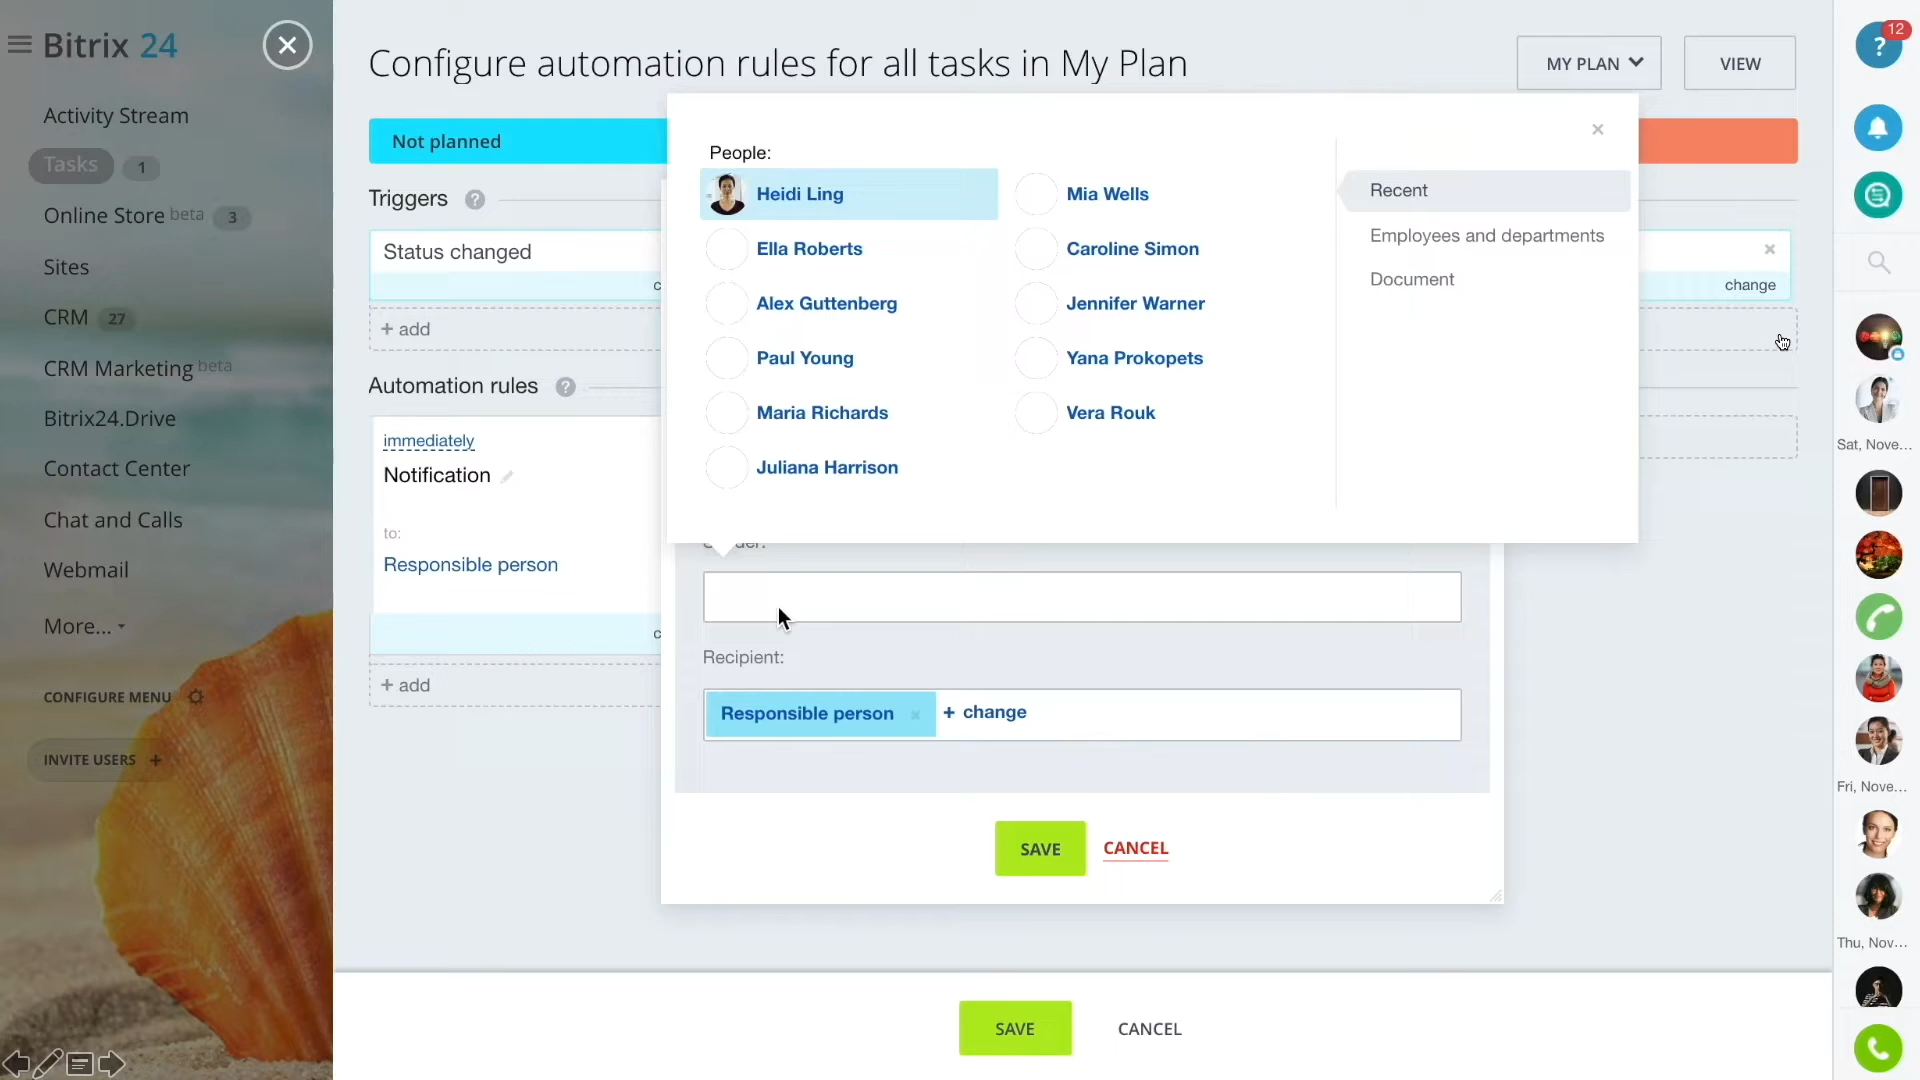 Bitrix 24
Activity Stream
Tasks 1
Online Store beta 3
Sites
CRM 27
CRM Marketing beta
Bitrix24.Drive
Contact Center
Chat and Calls
Webmail
More...
CONFIGURE MENU
INVITE USERS +
Configure automation rules for all tasks in My Plan
MY PLAN
VIEW
Not planned
Triggers ?
Status changed
c
+ add
Automation rules ?
immediately
Notification
to:
Responsible person
c
+ add
People:
Heidi Ling
Mia Wells
Ella Roberts
Caroline Simon
Alex Guttenberg
Jennifer Warner
Paul Young
Yana Prokopets
Maria Richards
Vera Rouk
Juliana Harrison
Recent
Employees and departments
Document
change
Recipient:
Responsible person × + change
SAVE
CANCEL
SAVE
CANCEL
?
12
Sat, Nove...
Fri, Nove...
Thu, Nov...